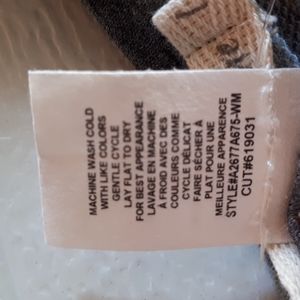 MACHINE WASH COLD
WITH LIKE COLORS
GENTLE CYCLE
LAY FLAT TO DRY
FOR BEST APPEARANCE
LAVAGE EN MACHINE
À FROID AVEC DES
COULEURS COMME
CYCLE DÉLICAT
FAIRE SÉCHER À
PLAT POUR UNE
MEILLEURE APPARENCE
STYLE#A2677A675-WM
CUT#619031